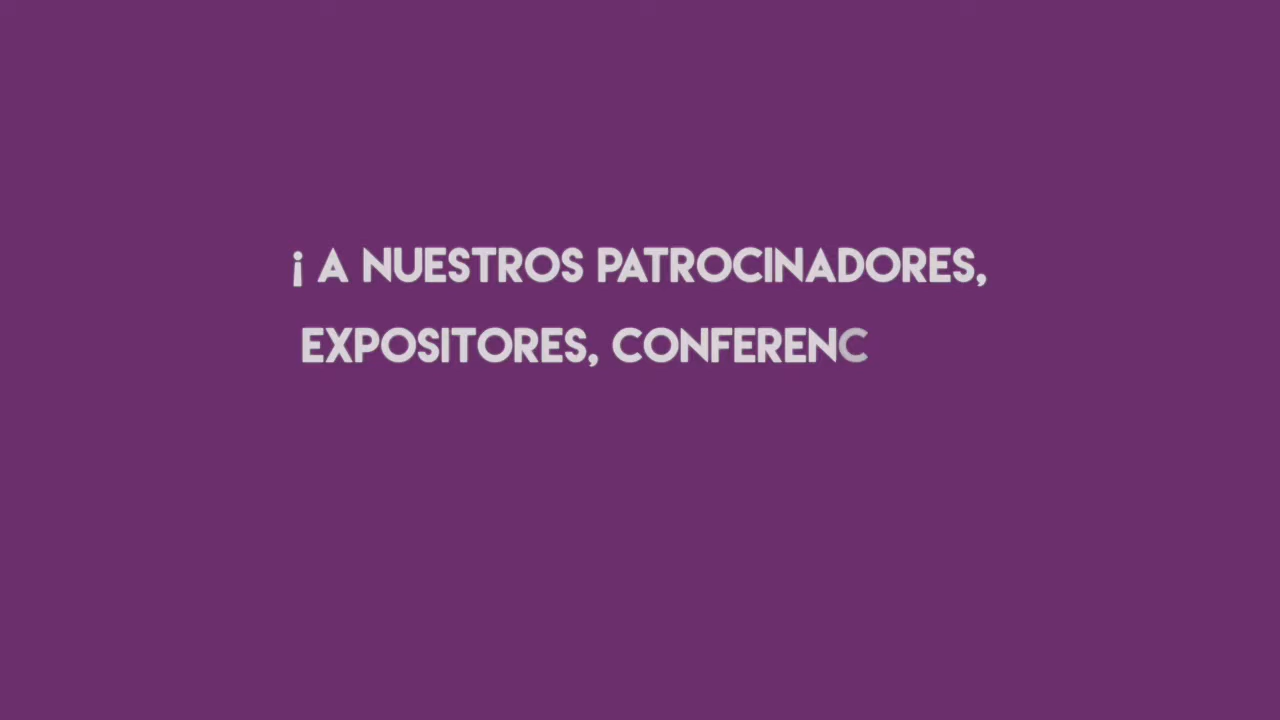 ¡ A NUESTROS PATROCINADORES,
EXPOSITORES, CONFERENC